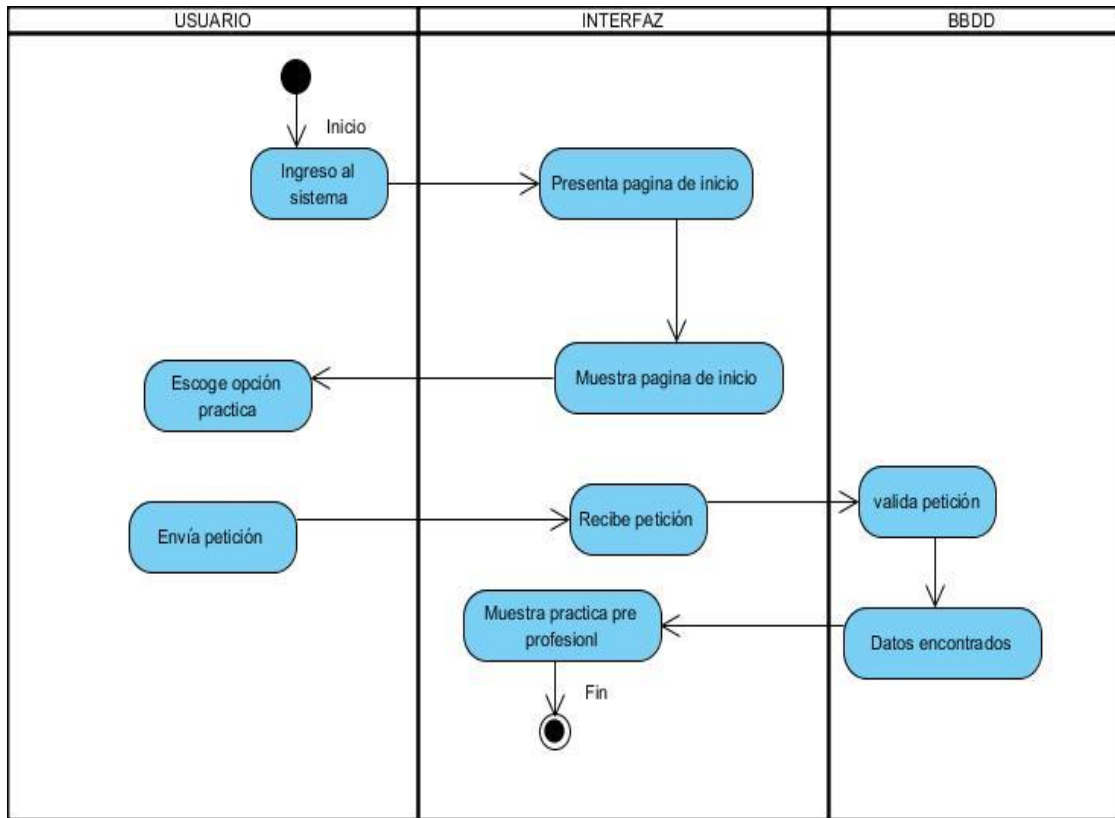 USUARIO
INTERFAZ
BBDD
Inicio
Ingreso al
sistema
Presenta pagina de inicio
Muestra pagina de inicio
Escoge opción
practica
Envía petición
Recibe petición
valida petición
Muestra practica pre
profesionl
Datos encontrados
Fin